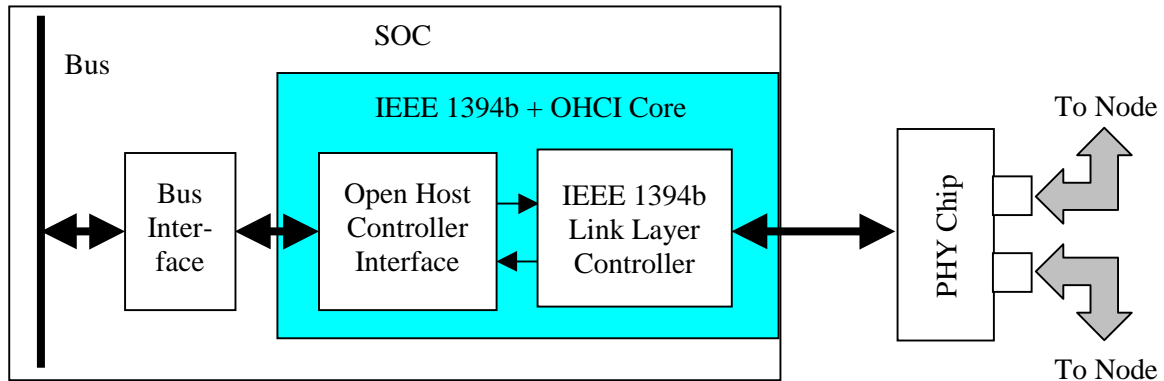 SOC
Bus
IEEE 1394b + OHCI Core
To Node
Bus
Inter-
face
Open Host
Controller
Interface
IEEE 1394b
Link Layer
Controller
PHY Chip
To Node